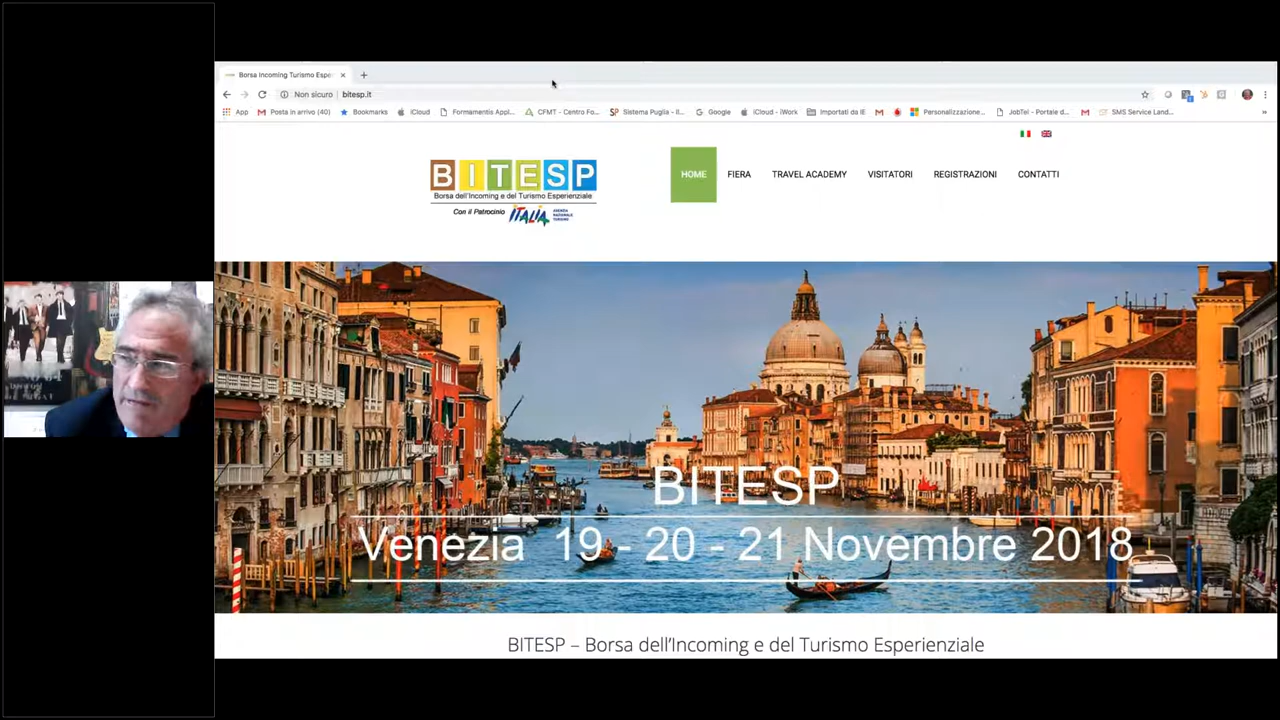 Borsa Incoming Turismo Espe
Non sicuro | bitesp.it
App
Posta in arrivo (40)
Bookmarks
iCloud
Formamentis Appl...
CFMT - Centro Fo...
Sistema Puglia - Il...
Google
iCloud - iWork
Importati da IE
Personalizzazione...
JobTel - Portale d...
SMS Service Land...
BITESP
Borsa dell'Incoming e del Turismo Esperienziale
Con il Patrocinio ITALIA AGENZIA NAZIONALE TURISMO
HOME FIERA TRAVEL ACADEMY VISITATORI REGISTRAZIONI CONTATTI
BITESP
Venezia 19 - 20 - 21 Novembre 2018
BITESP – Borsa dell'Incoming e del Turismo Esperienziale